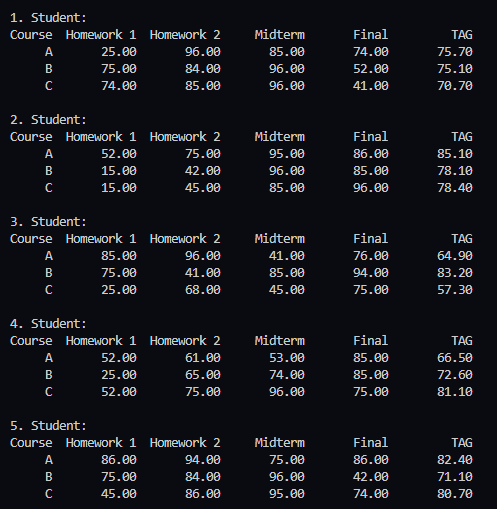 1. Student:
Course Homework 1 Homework 2 Midterm Final TAG
A 25.00 96.00 85.00 74.00 75.70
B 75.00 84.00 96.00 52.00 75.10
C 74.00 85.00 96.00 41.00 70.70
2. Student:
Course Homework 1 Homework 2 Midterm Final TAG
A 52.00 75.00 95.00 86.00 85.10
B 15.00 42.00 96.00 85.00 78.10
C 15.00 45.00 85.00 96.00 78.40
3. Student:
Course Homework 1 Homework 2 Midterm Final TAG
A 85.00 96.00 41.00 76.00 64.90
B 75.00 41.00 85.00 94.00 83.20
C 25.00 68.00 45.00 75.00 57.30
4. Student:
Course Homework 1 Homework 2 Midterm Final TAG
A 52.00 61.00 53.00 85.00 66.50
B 25.00 65.00 74.00 85.00 72.60
C 52.00 75.00 96.00 75.00 81.10
5. Student:
Course Homework 1 Homework 2 Midterm Final TAG
A 86.00 94.00 75.00 86.00 82.40
B 75.00 84.00 96.00 42.00 71.10
C 45.00 86.00 95.00 74.00 80.70